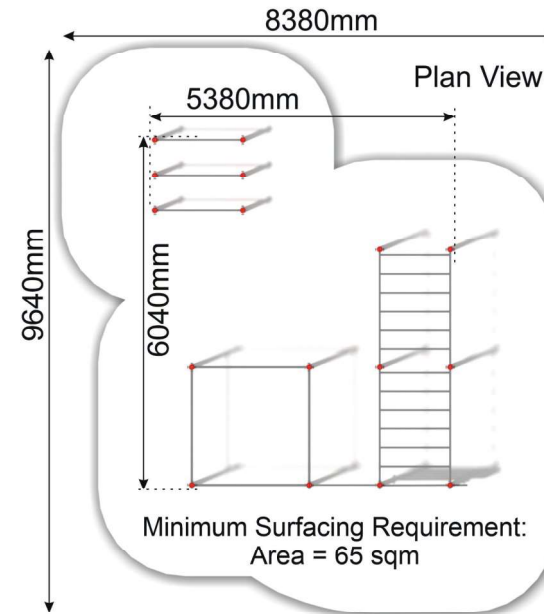 8380mm
Plan View
5380mm
9640mm
6040mm
Minimum Surfacing Requirement:
Area = 65 sqm